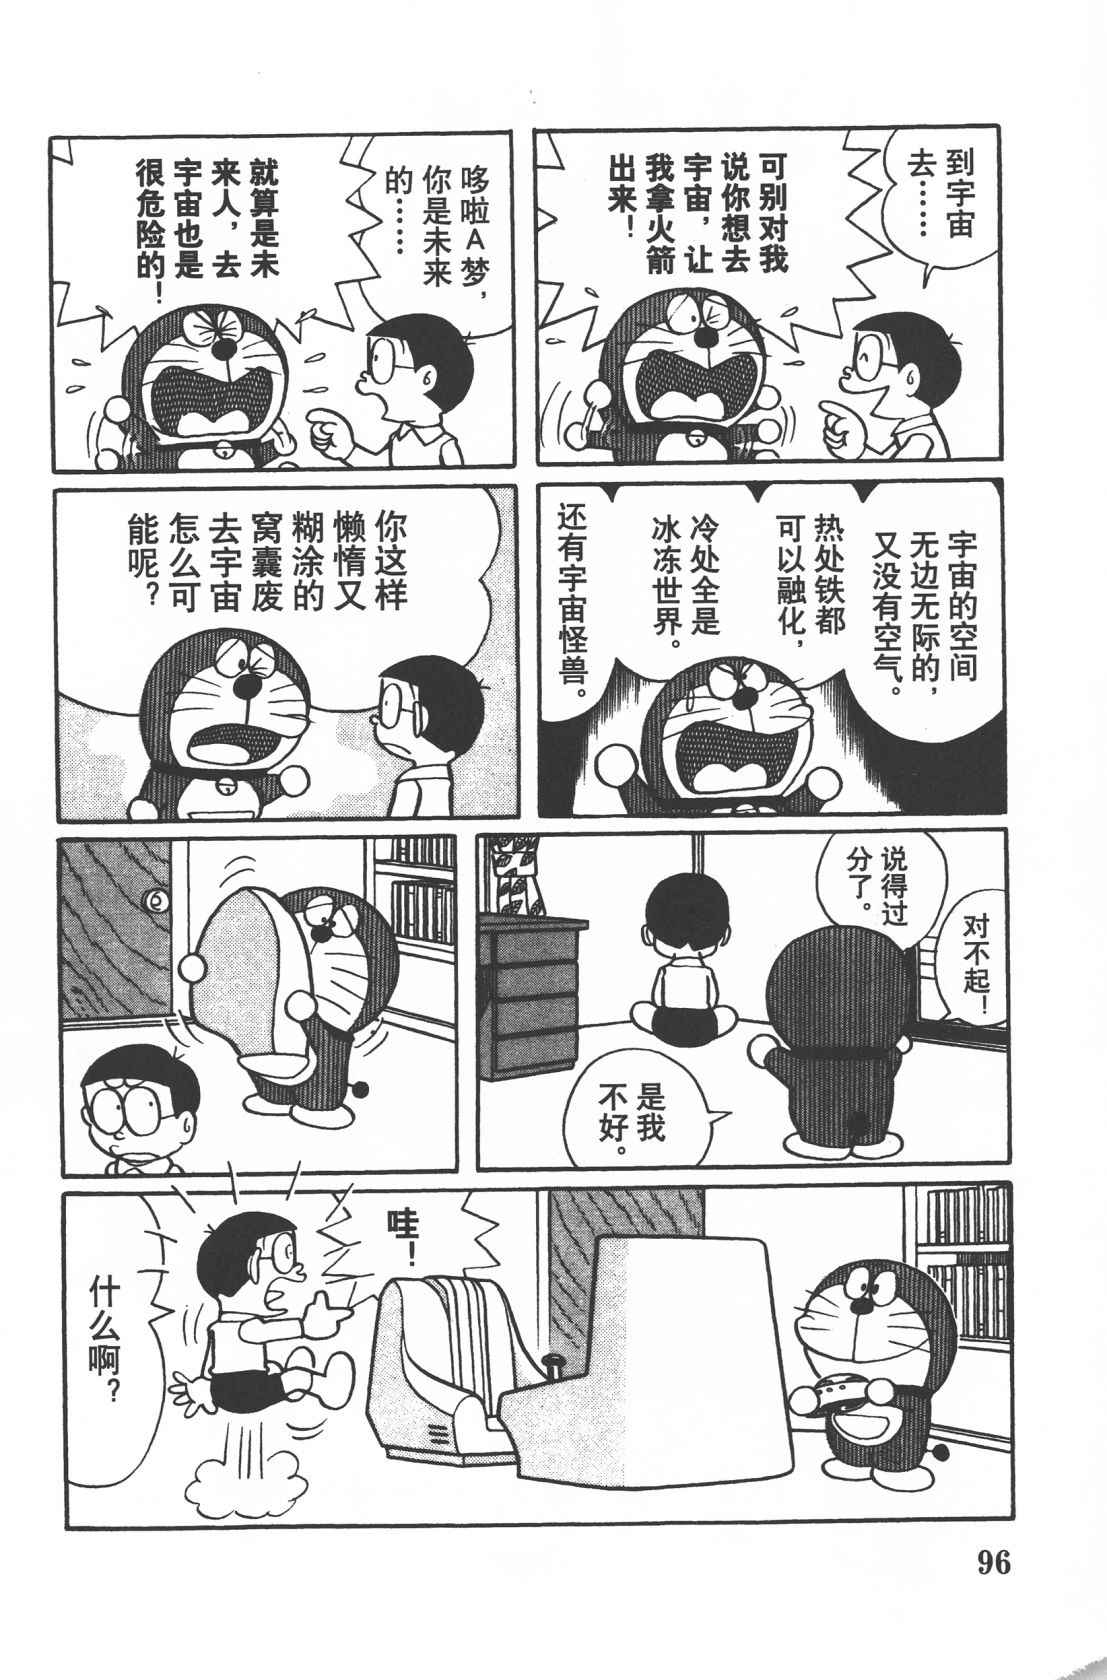 到宇宙
去……
可别对我
说你想去
宇宙，让
我拿火箭
出来！
哆啦A梦，
你是未来
的……
就算是未
来人，去
宇宙也是
很危险的！
宇宙的空间
无边无际的，
又没有空气。
热处铁都
可以融化，
冷处全是
冰冻世界。
还有宇宙怪兽。
你这样
懒惰又
糊涂的
窝囊废
去宇宙
怎么可
能呢？
对不起！
说得过
分了。
是我
不好。
哇！
什么啊？
96